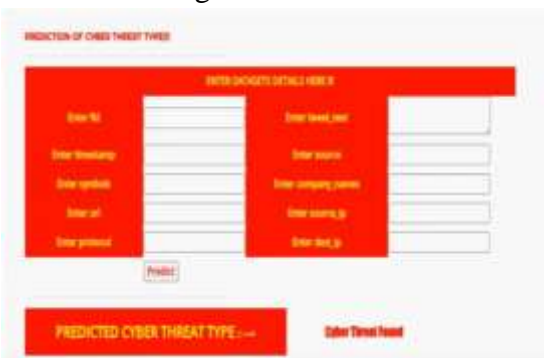 PREDICTION OF CYBER THREAT TYPES!
ENTER DATASETS DETAILS HERE !!!
Enter fid
Enter tweet_text
Enter timestamp
Enter source
Enter symbols
Enter company_names
Enter url
Enter source_ip
Enter protocol
Enter dest_ip
Predict
PREDICTED CYBER THREAT TYPE :---
Cyber Threat Found